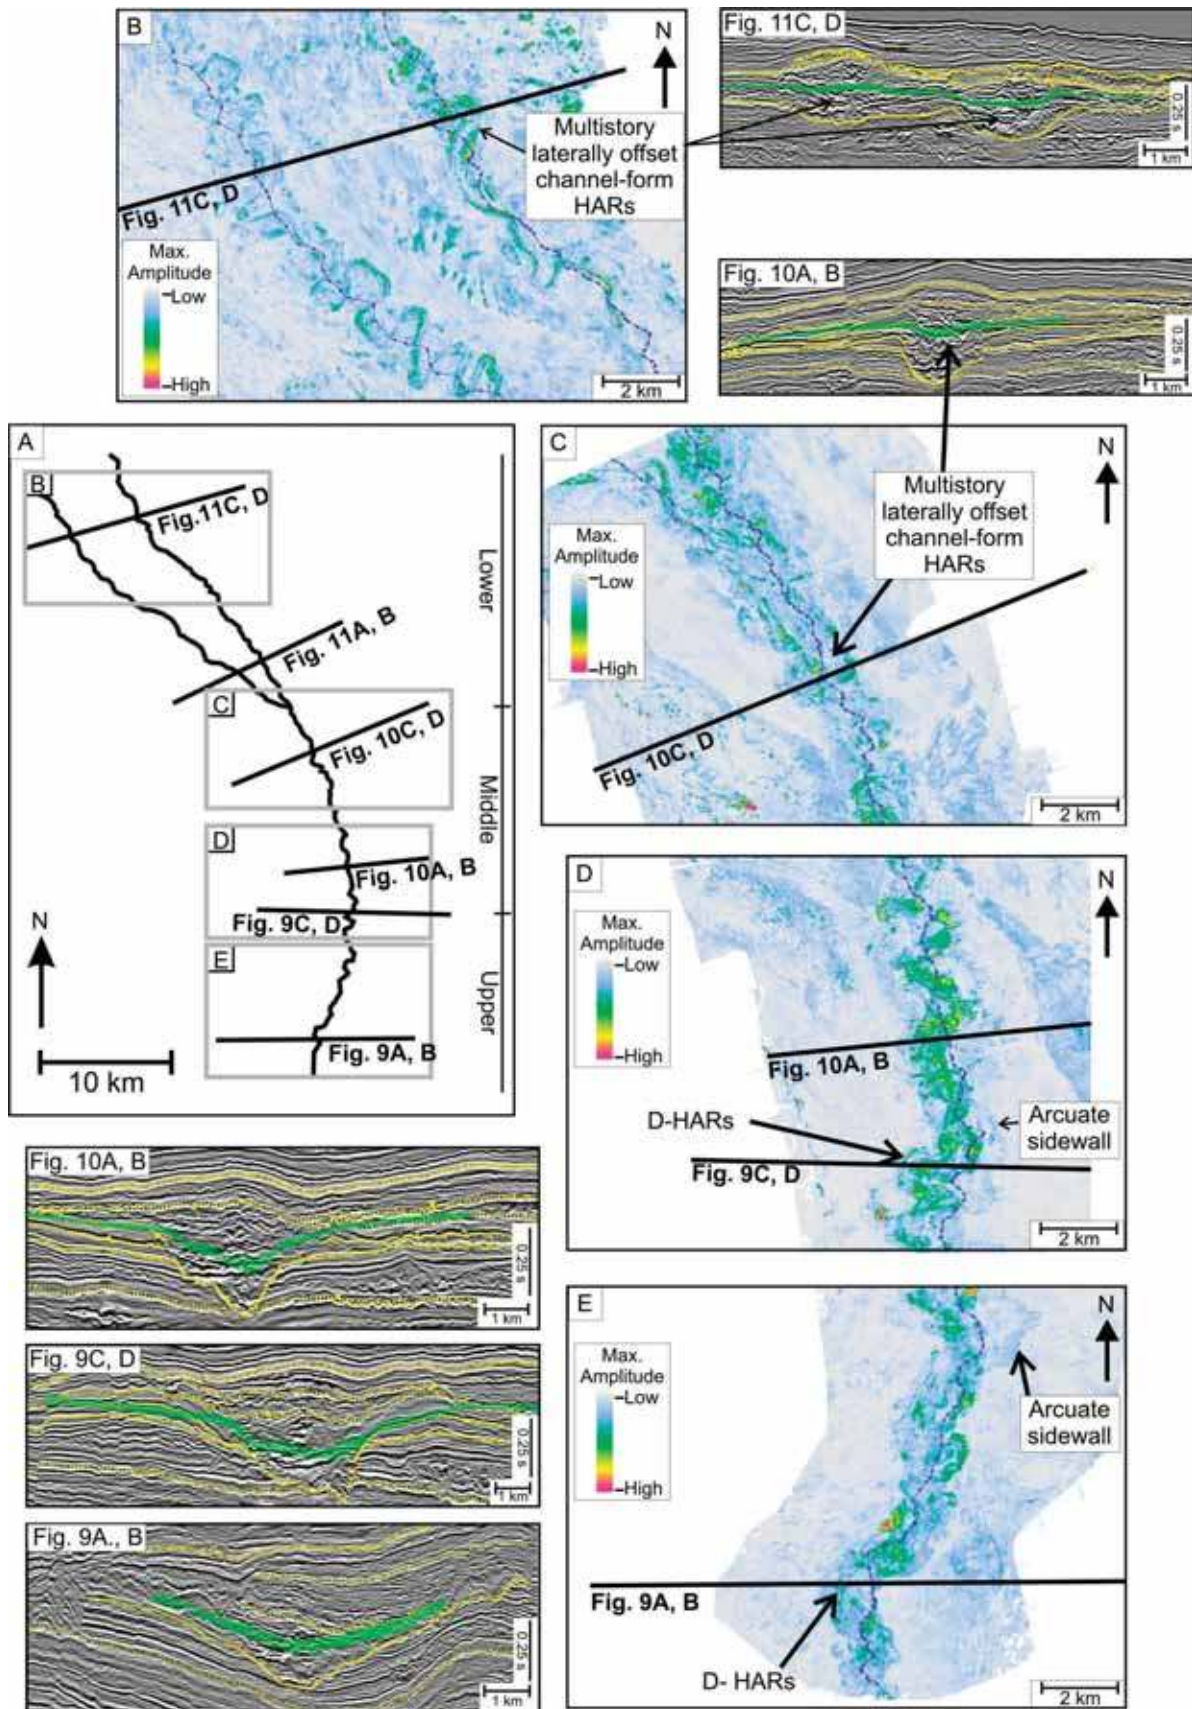 B
N
Fig. 11C, D
Multistory
laterally offset
channel-form
HARs
Max.
Amplitude
Low
High
2 km
Fig. 11C, D
0.25 s
1 km
Fig. 10A, B
0.25 s
1 km
A
B
Fig.11C, D
Fig. 11A, B
C
Fig. 10C, D
D
Fig. 10A, B
Fig. 9C, D
E
Fig. 9A, B
Lower
Middle
Upper
N
10 km
C
N
Multistory
laterally offset
channel-form
HARs
Max.
Amplitude
Low
High
Fig. 10C, D
2 km
D
N
Max.
Amplitude
Low
High
Fig. 10A, B
D-HARs
Arcuate
sidewall
Fig. 9C, D
2 km
Fig. 10A, B
0.25 s
1 km
Fig. 9C, D
0.25 s
1 km
Fig. 9A., B
0.25 s
1 km
E
N
Max.
Amplitude
Low
High
Arcuate
sidewall
Fig. 9A, B
D- HARs
2 km